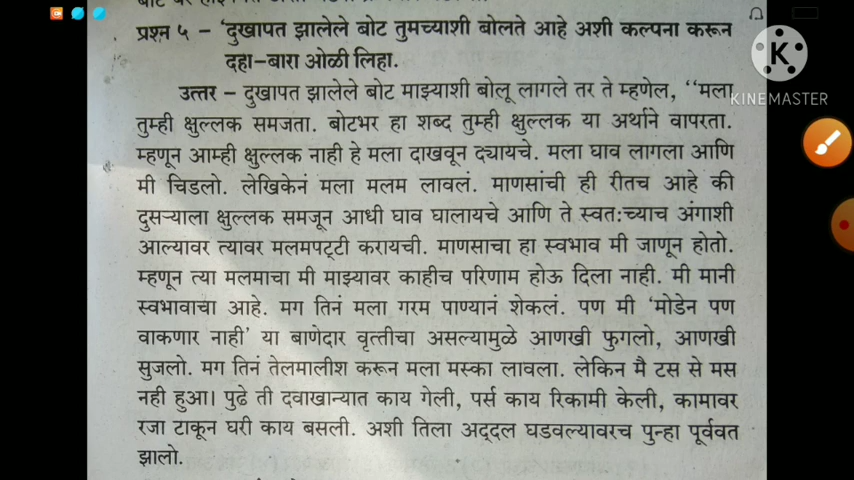 प्रश्न ५ – 'दुखापत झालेले बोट तुमच्याशी बोलते आहे अशी कल्पना करून
दहा–बारा ओळी लिहा.
KINEMASTER
उत्तर – दुखापत झालेले बोट माझ्याशी बोलू लागले तर ते म्हणेल, ''मला
तुम्ही क्षुल्लक समजता. बोटभर हा शब्द तुम्ही क्षुल्लक या अर्थाने वापरता.
म्हणून आम्ही क्षुल्लक नाही हे मला दाखवून द्यायचे. मला घाव लागला आणि
मी चिडलो. लेखिकेनं मला मलम लावलं. माणसांची ही रीतच आहे की
दुसऱ्याला क्षुल्लक समजून आधी घाव घालायचे आणि ते स्वत:च्याच अंगाशी
आल्यावर त्यावर मलमपट्टी करायची. माणसाचा हा स्वभाव मी जाणून होतो.
म्हणून त्या मलमाचा मी माझ्यावर काहीच परिणाम होऊ दिला नाही. मी मानी
स्वभावाचा आहे. मग तिनं मला गरम पाण्यानं शेकलं. पण मी 'मोडेन पण
वाकणार नाही' या बाणेदार वृत्तीचा असल्यामुळे आणखी फुगलो, आणखी
सुजलो. मग तिनं तेलमालीश करून मला मस्का लावला. लेकिन मै टस से मस
नही हुआ। पुढे ती दवाखान्यात काय गेली, पर्स काय रिकामी केली, कामावर
रजा टाकून घरी काय बसली. अशी तिला अद्दल घडवल्यावरच पुन्हा पूर्ववत
झालो.